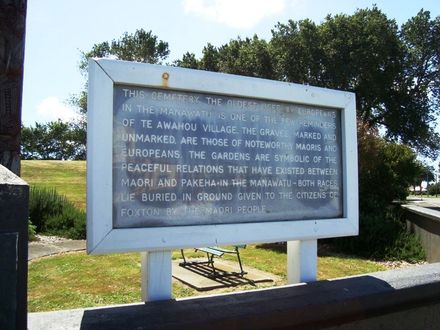 THIS CEMETERY, THE OLDEST USED BY EUROPEANS
IN THE MANAWATU, IS ONE OF THE FEW REMINDERS
OF TE AWAHOU VILLAGE. THE GRAVES, MARKED AND
UNMARKED, ARE THOSE OF NOTEWORTHY MAORIS AND
EUROPEANS. THE GARDENS ARE SYMBOLIC OF THE
PEACEFUL RELATIONS THAT HAVE EXISTED BETWEEN
MAORI AND PAKEHA IN THE MANAWATU - BOTH RACES
LIE BURIED IN GROUND GIVEN TO THE CITIZENS OF
FOXTON BY THE MAORI PEOPLE.